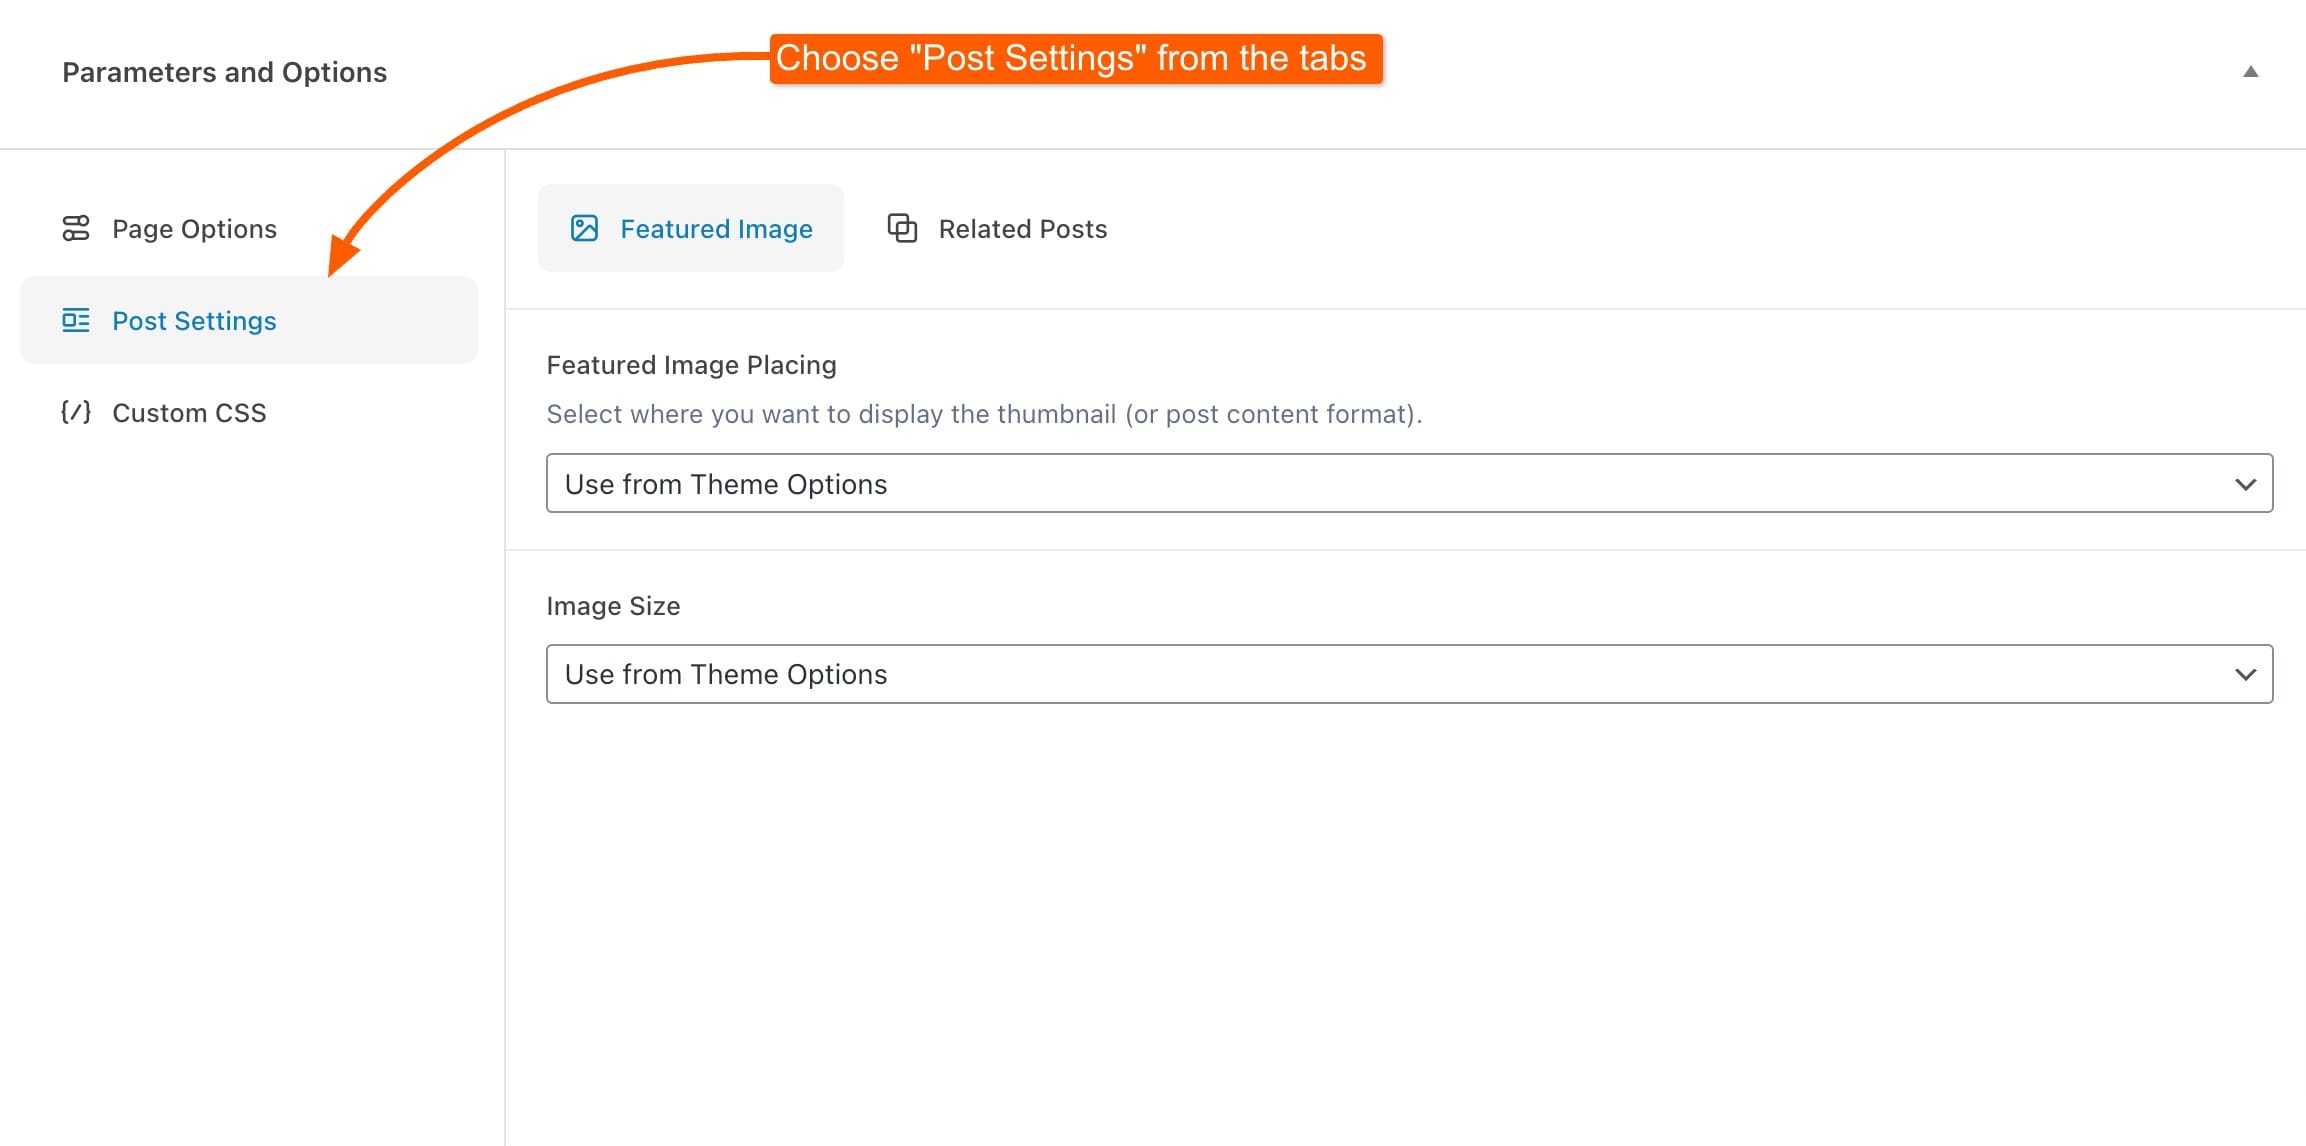 Choose "Post Settings" from the tabs
Parameters and Options
Page Options
Post Settings
Custom CSS
Featured Image
Related Posts
Featured Image Placing
Select where you want to display the thumbnail (or post content format).
Use from Theme Options
Image Size
Use from Theme Options